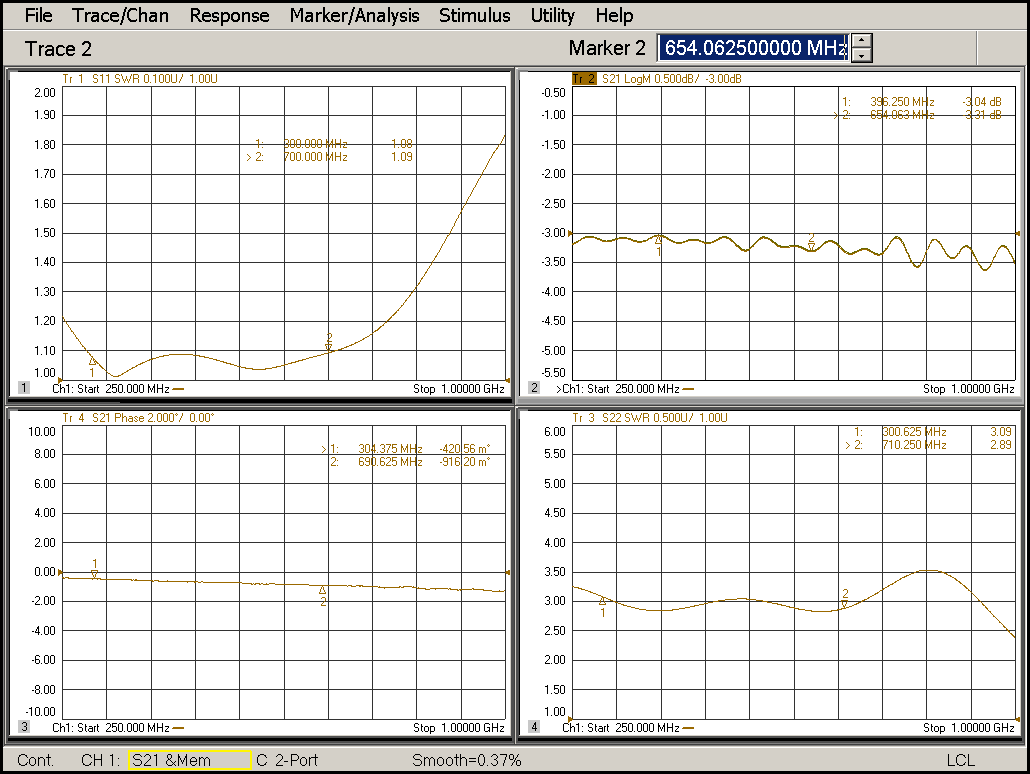 File Trace/Chan Response Marker/Analysis Stimulus Utility Help
Trace 2 Marker 2 654.062500000 MHz
Tr 1 S11 SWR 0.100U/ 1.00U
2.00
1.90
1.80
1.70
1.60
1.50
1.40
1.30
1.20
1.10
1.00
1: 300.000 MHz 1.08
> 2: 700.000 MHz 1.09
1
2
1 Ch1: Start 250.000 MHz Stop 1.00000 GHz
Tr 2 S21 LogM 0.500dB/ -3.00dB
-0.50
-1.00
-1.50
-2.00
-2.50
-3.00
-3.50
-4.00
-4.50
-5.00
-5.50
1: 396.250 MHz -3.04 dB
> 2: 654.063 MHz -3.31 dB
1
2
2 >Ch1: Start 250.000 MHz Stop 1.00000 GHz
Tr 4 S21 Phase 2.000°/ 0.00°
10.00
8.00
6.00
4.00
2.00
0.00
-2.00
-4.00
-6.00
-8.00
-10.00
> 1: 304.375 MHz -420.56 m°
2: 690.625 MHz -916.20 m°
1
2
3 Ch1: Start 250.000 MHz Stop 1.00000 GHz
Tr 3 S22 SWR 0.500U/ 1.00U
6.00
5.50
5.00
4.50
4.00
3.50
3.00
2.50
2.00
1.50
1.00
1: 300.625 MHz 3.09
> 2: 710.250 MHz 2.89
1
2
4 Ch1: Start 250.000 MHz Stop 1.00000 GHz
Cont. CH 1: S21 &Mem C 2-Port Smooth=0.37% LCL